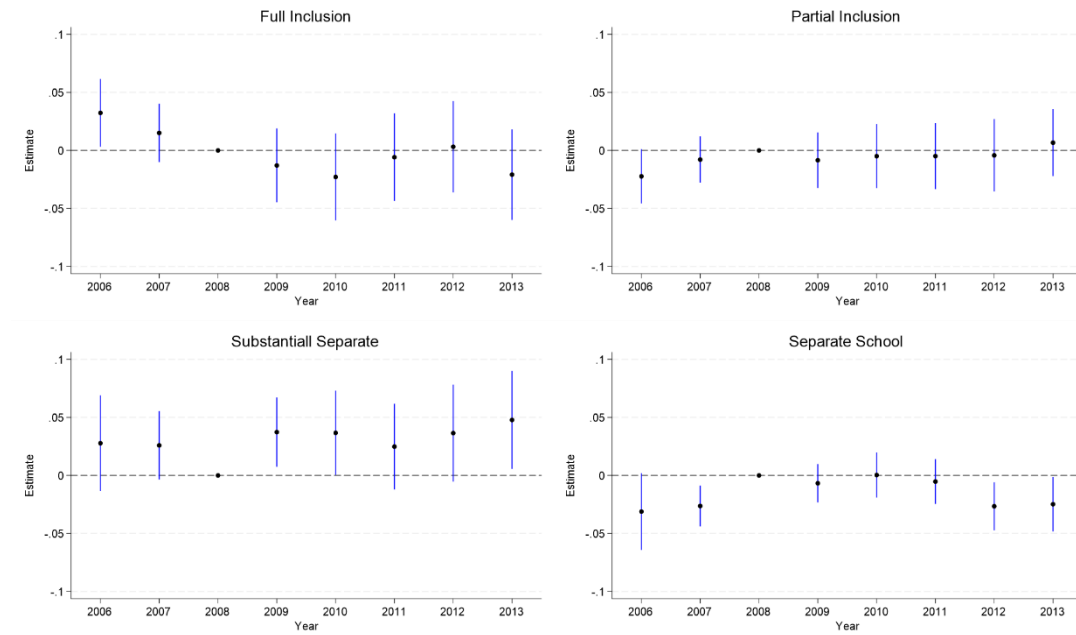 Full Inclusion
Partial Inclusion
.1
.05
0
-.05
-.1
Estimate
2006 2007 2008 2009 2010 2011 2012 2013
Year
.1
.05
0
-.05
-.1
Estimate
2006 2007 2008 2009 2010 2011 2012 2013
Year
Substantiall Separate
Separate School
.1
.05
0
-.05
-.1
Estimate
2006 2007 2008 2009 2010 2011 2012 2013
Year
.1
.05
0
-.05
-.1
Estimate
2006 2007 2008 2009 2010 2011 2012 2013
Year